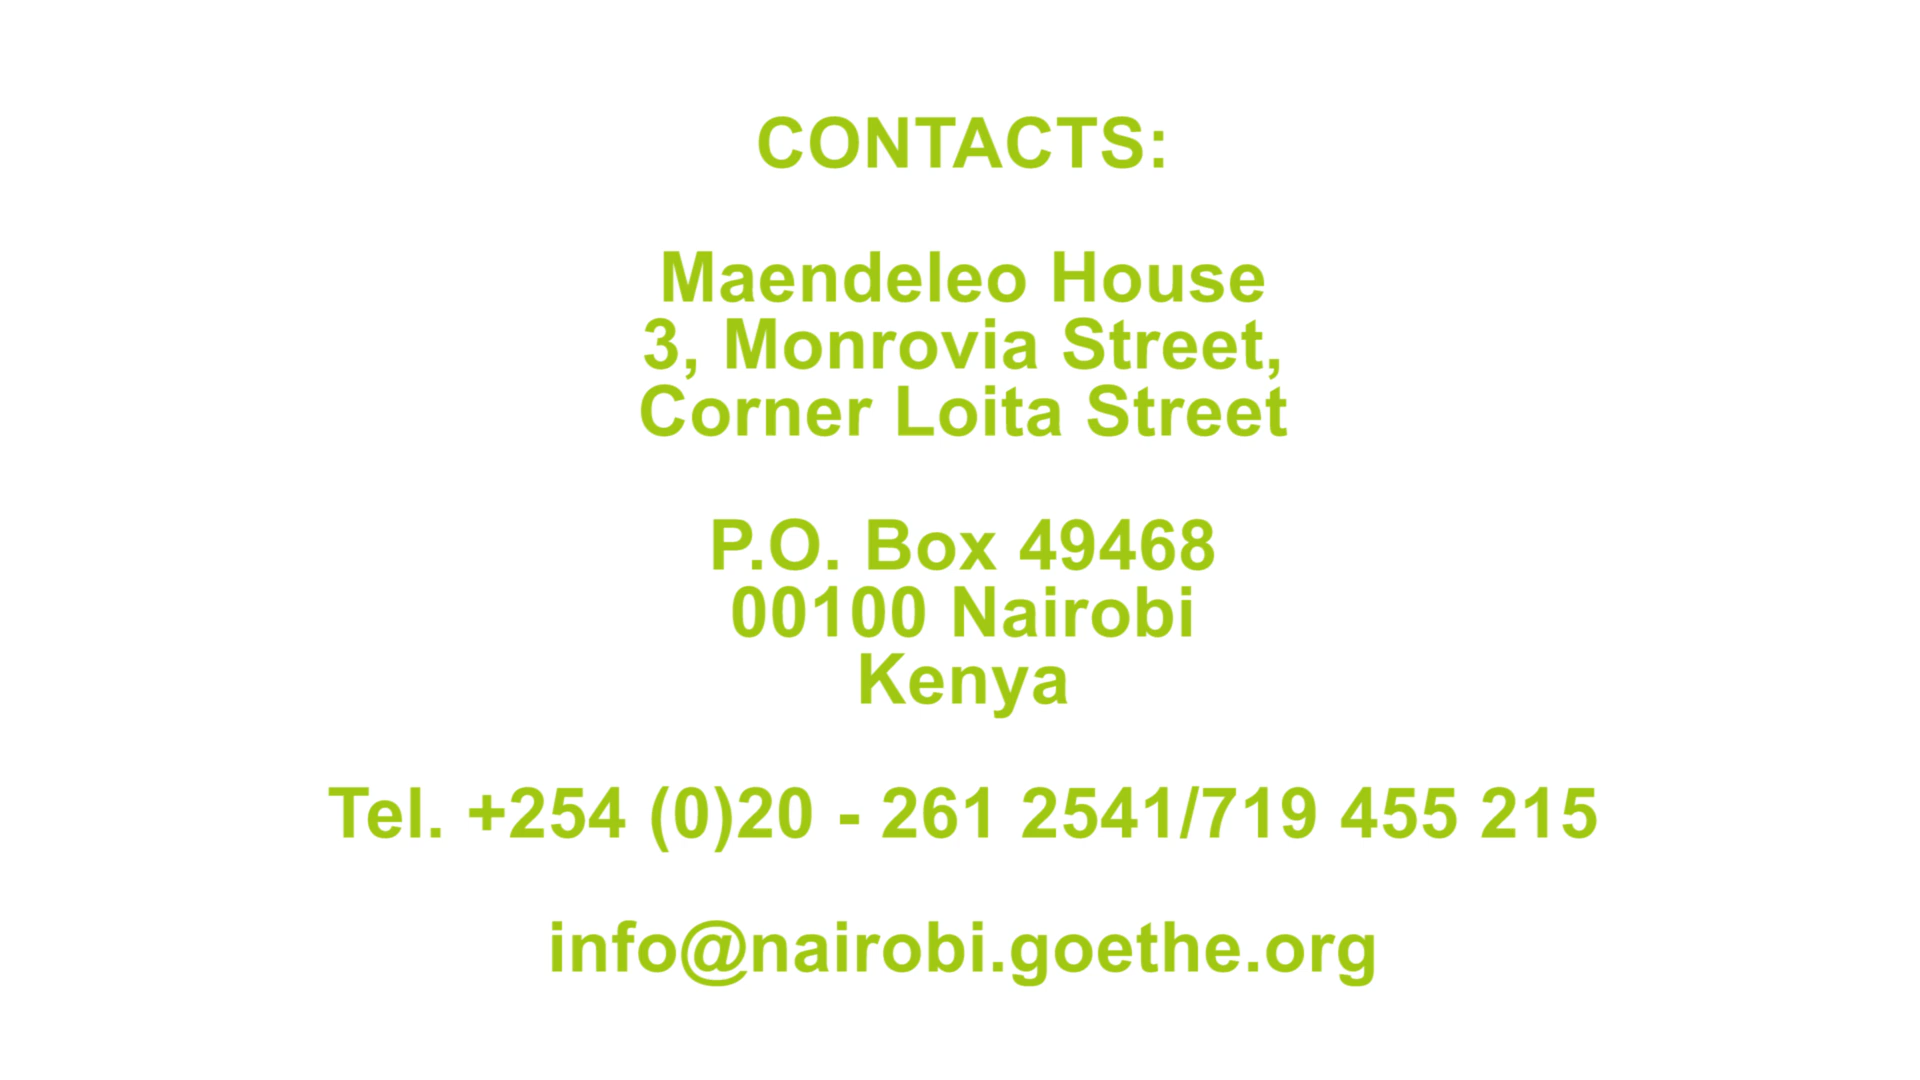 CONTACTS:
Maendeleo House
3, Monrovia Street,
Corner Loita Street
P.O. Box 49468
00100 Nairobi
Kenya
Tel. +254 (0)20 - 261 2541/719 455 215
info@nairobi.goethe.org